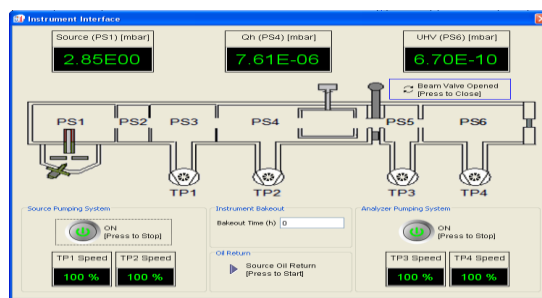 Instrument Interface
Source (PS1) [mbar]
2.85E00
Qh (PS4) [mbar]
7.61E-06
UHV (PS6) [mbar]
6.70E-10
Beam Valve Opened
[Press to Close]
PS1
PS2
PS3
PS4
PS5
PS6
TP1
TP2
TP3
TP4
Source Pumping System
ON
[Press to Stop]
TP1 Speed
100 %
TP2 Speed
100 %
Instrument Bakeout
Bakeout Time (h) 0
Oil Return
Source Oil Return
[Press to Start]
Analyzer Pumping System
ON
[Press to Stop]
TP3 Speed
100 %
TP4 Speed
100 %